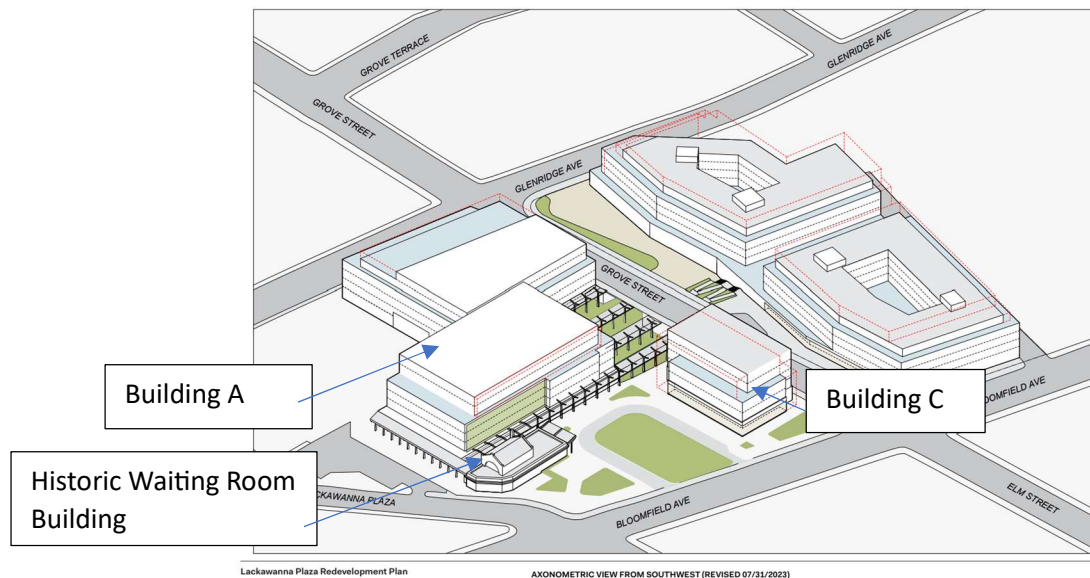 GROVE TERRACE
GLENRIDGE AVE
GROVE STREET
GLENRIDGE AVE
GROVE STREET
Building A
Building C
OOMFIELD AVE
Historic Waiting Room
Building
CKAWANNA PLAZA
BLOOMFIELD AVE
ELM STREET
Lackawanna Plaza Redevelopment Plan
AXONOMETRIC VIEW FROM SOUTHWEST (REVISED 07/31/2023)